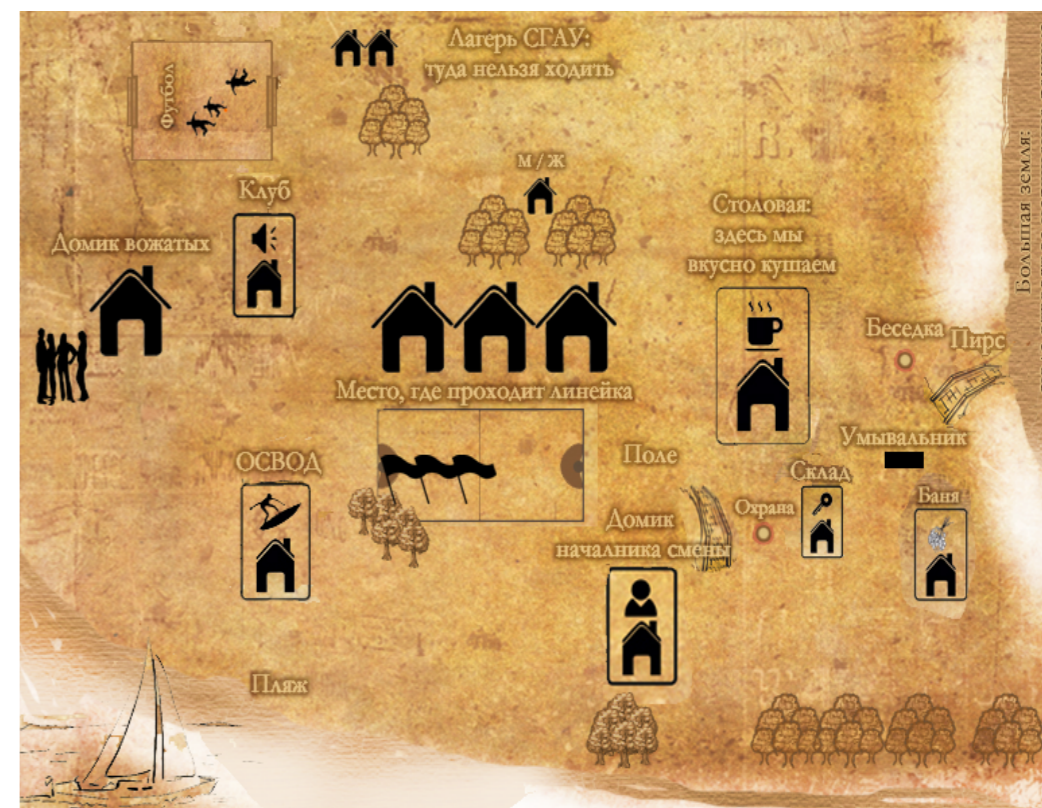 Лагерь СГАУ:
туда нельзя ходить
Футбол
м / ж
Клуб
Столовая:
здесь мы
вкусно кушаем
Большая земля:
Домик вожатых
Беседка
Пирс
Место, где проходит линейка
Умывальник
ОСВОД
Поле
Склад
Баня
Охрана
Домик
началника смены
Пляж